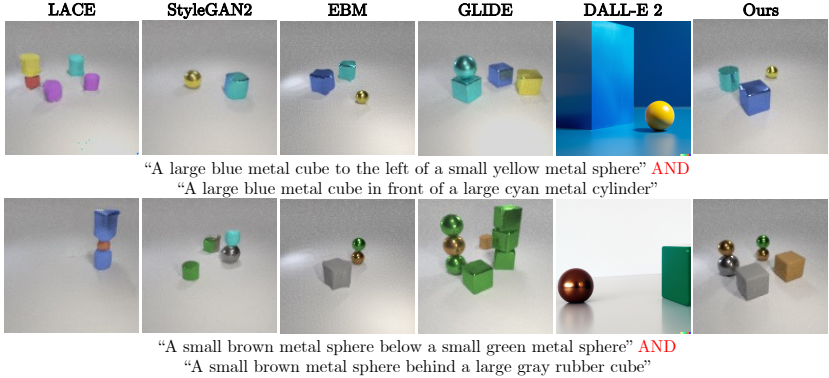 LACE StyleGAN2 EBM GLIDE DALL-E 2 Ours
“A large blue metal cube to the left of a small yellow metal sphere” AND
“A large blue metal cube in front of a large cyan metal cylinder”
“A small brown metal sphere below a small green metal sphere” AND
“A small brown metal sphere behind a large gray rubber cube”